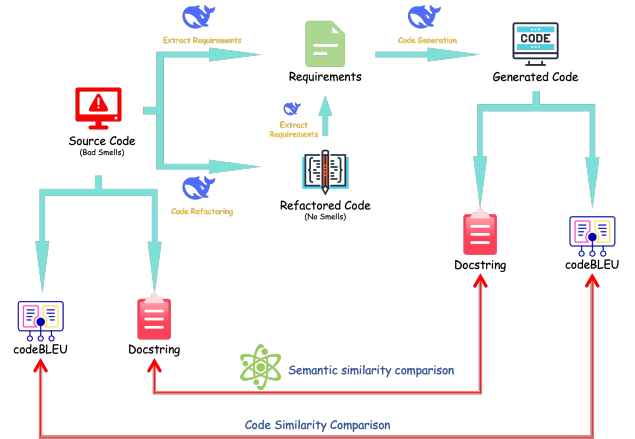 Extract Requirements
Code Generation
CODE
Requirements
Generated Code
Extract
Requirements
Source Code
(Bad Smells)
Code Refactoring
Refactored Code
(No Smells)
Docstring
codeBLEU
codeBLEU
Docstring
Semantic similarity comparison
Code Similarity Comparison